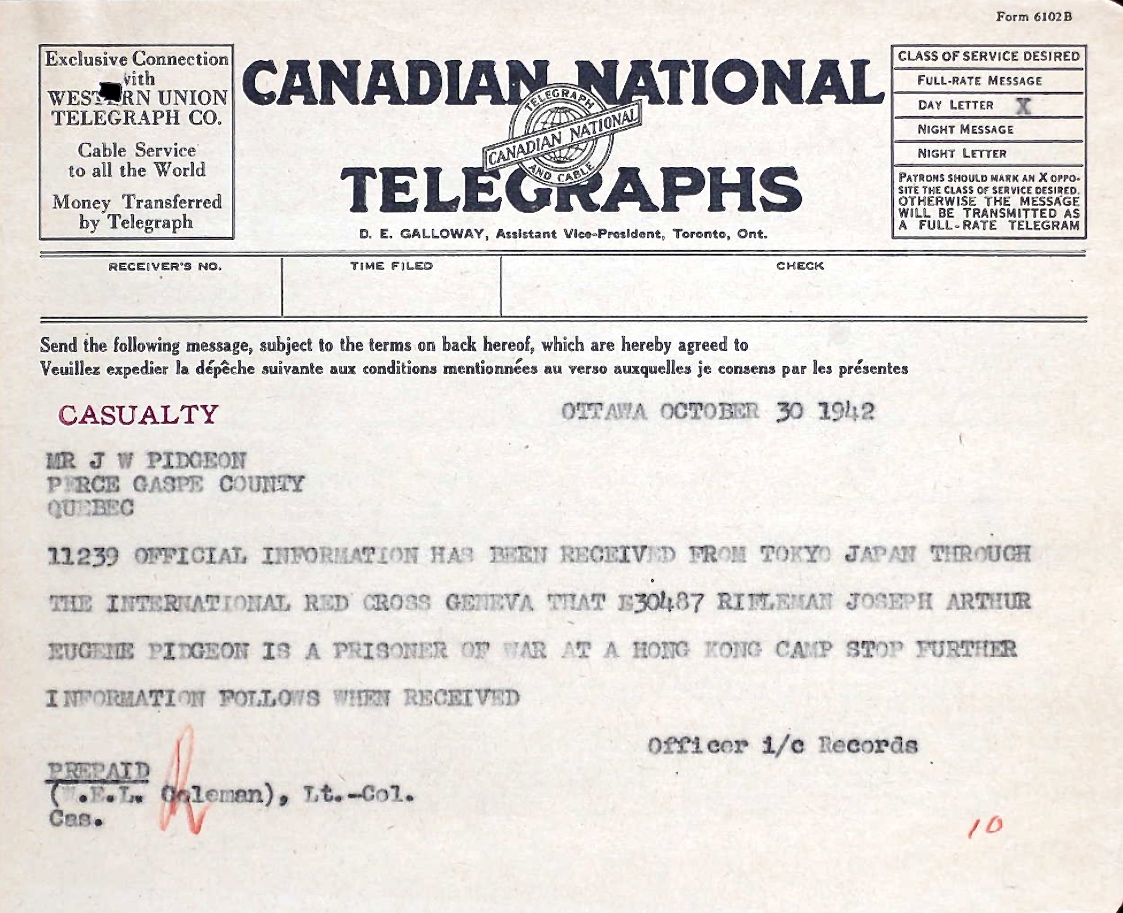 Form 6102B
Exclusive Connection
with
WESTERN UNION
TELEGRAPH CO.
Cable Service
to all the World
Money Transferred
by Telegraph
CANADIAN NATIONAL
TELEGRAPH
CANADIAN NATIONAL
AND CABLE
TELEGRAPHS
D. E. GALLOWAY, Assistant Vice-President, Toronto, Ont.
CLASS OF SERVICE DESIRED
FULL-RATE MESSAGE
DAY LETTER X
NIGHT MESSAGE
NIGHT LETTER
PATRONS SHOULD MARK AN X OPPO-
SITE THE CLASS OF SERVICE DESIRED.
OTHERWISE THE MESSAGE
WILL BE TRANSMITTED AS
A FULL-RATE TELEGRAM
RECEIVER'S NO. TIME FILED CHECK
Send the following message, subject to the terms on back hereof, which are hereby agreed to
Veuillez expedier la dépêche suivante aux conditions mentionnées au verso auxquelles je consens par les présentes
CASUALTY OTTAWA OCTOBER 30 1942
MR J W PIDGEON
PERCE GASPE COUNTY
QUEBEC
11239 OFFICIAL INFORMATION HAS BEEN RECEIVED FROM TOKYO JAPAN THROUGH
THE INTERNATIONAL RED CROSS GENEVA THAT E30487 RIFLEMAN JOSEPH ARTHUR
EUGENE PIDGEON IS A PRISONER OF WAR AT A HONG KONG CAMP STOP FURTHER
INFORMATION FOLLOWS WHEN RECEIVED
Officer i/c Records
PREPAID
(W.E.L. Coleman), Lt.-Col.
Cas.
10